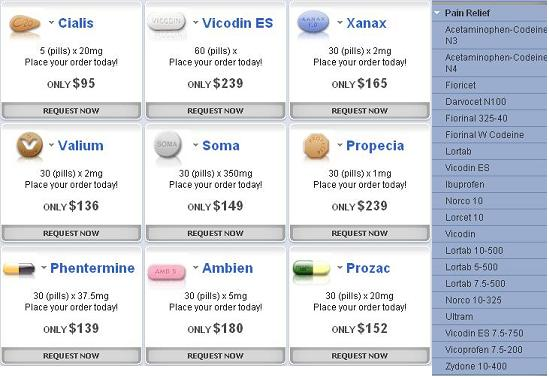 Cialis
5 (pills) x 20mg
Place your order today!
ONLY $95
REQUEST NOW
VICODIN
Vicodin ES
60 (pills) x
Place your order today!
ONLY $239
REQUEST NOW
XANAX
1.0
Xanax
30 (pills) x 2mg
Place your order today!
ONLY $165
REQUEST NOW
Valium
30 (pills) x 2mg
Place your order today!
ONLY $136
REQUEST NOW
SOMA
Soma
30 (pills) x 350mg
Place your order today!
ONLY $149
REQUEST NOW
Propecia
30 (pills) x 1mg
Place your order today!
ONLY $239
REQUEST NOW
Phentermine
30 (pills) x 37.5mg
Place your order today!
ONLY $139
REQUEST NOW
AMB 5
Ambien
30 (pills) x 5mg
Place your order today!
ONLY $180
REQUEST NOW
Prozac
30 (pills) x 20mg
Place your order today!
ONLY $152
REQUEST NOW
Pain Relief
Acetaminophen-Codeine
N3
Acetaminophen-Codeine
N4
Fioricet
Darvocet N100
Fiorinal 325-40
Fiorinal W Codeine
Lortab
Vicodin ES
Ibuprofen
Norco 10
Lorcet 10
Vicodin
Lortab 10-500
Lortab 5-500
Lortab 7.5-500
Norco 10-325
Ultram
Vicodin ES 7.5-750
Vicoprofen 7.5-200
Zydone 10-400